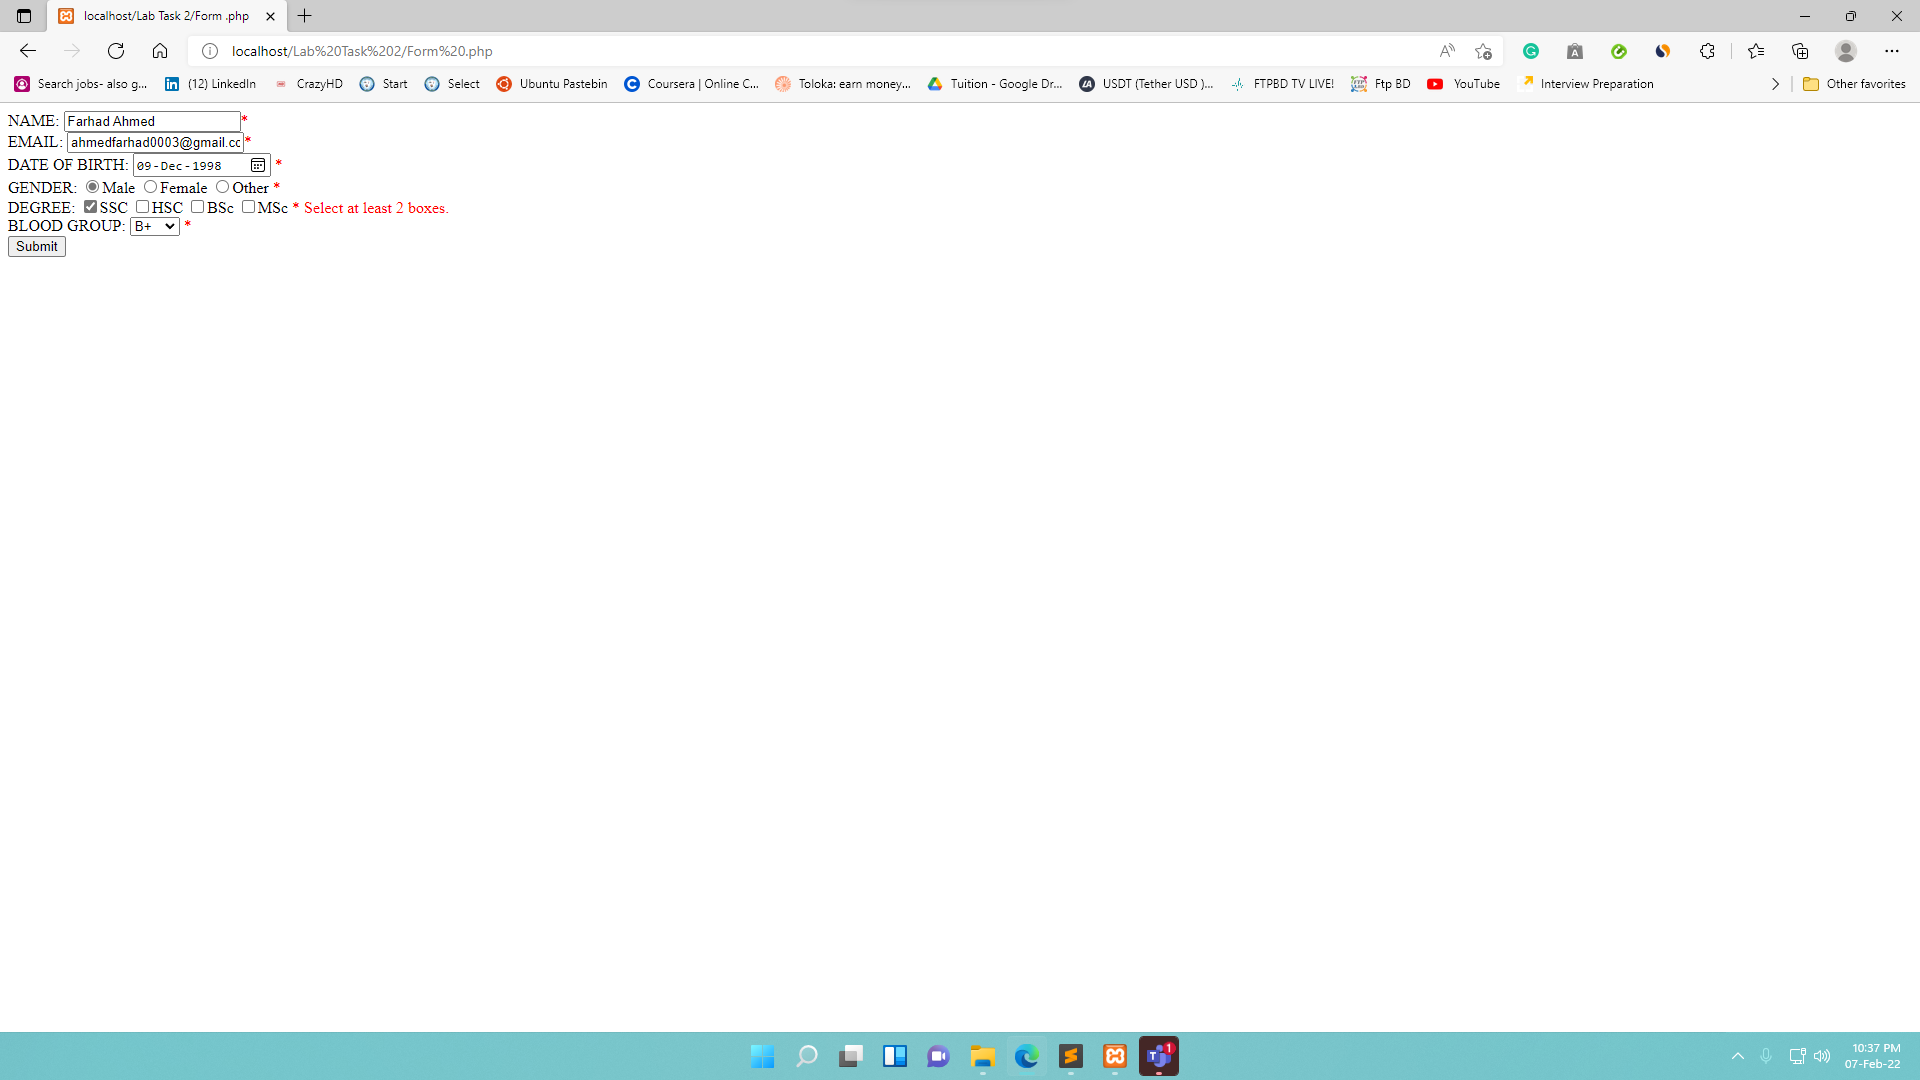 localhost/Lab Task 2/Form .php
localhost/Lab%20Task%202/Form%20.php
Search jobs- also g... (12) LinkedIn CrazyHD Start Select Ubuntu Pastebin Coursera | Online C... Toloka: earn money... Tuition - Google Dr... USDT (Tether USD )... FTPBD TV LIVE! Ftp BD YouTube Interview Preparation Other favorites
NAME: Farhad Ahmed*
EMAIL: ahmedfarhad0003@gmail.co*
DATE OF BIRTH: 09-Dec-1998 *
GENDER: Male Female Other *
DEGREE: SSC HSC BSc MSc * Select at least 2 boxes.
BLOOD GROUP: B+ *
Submit
10:37 PM
07-Feb-22